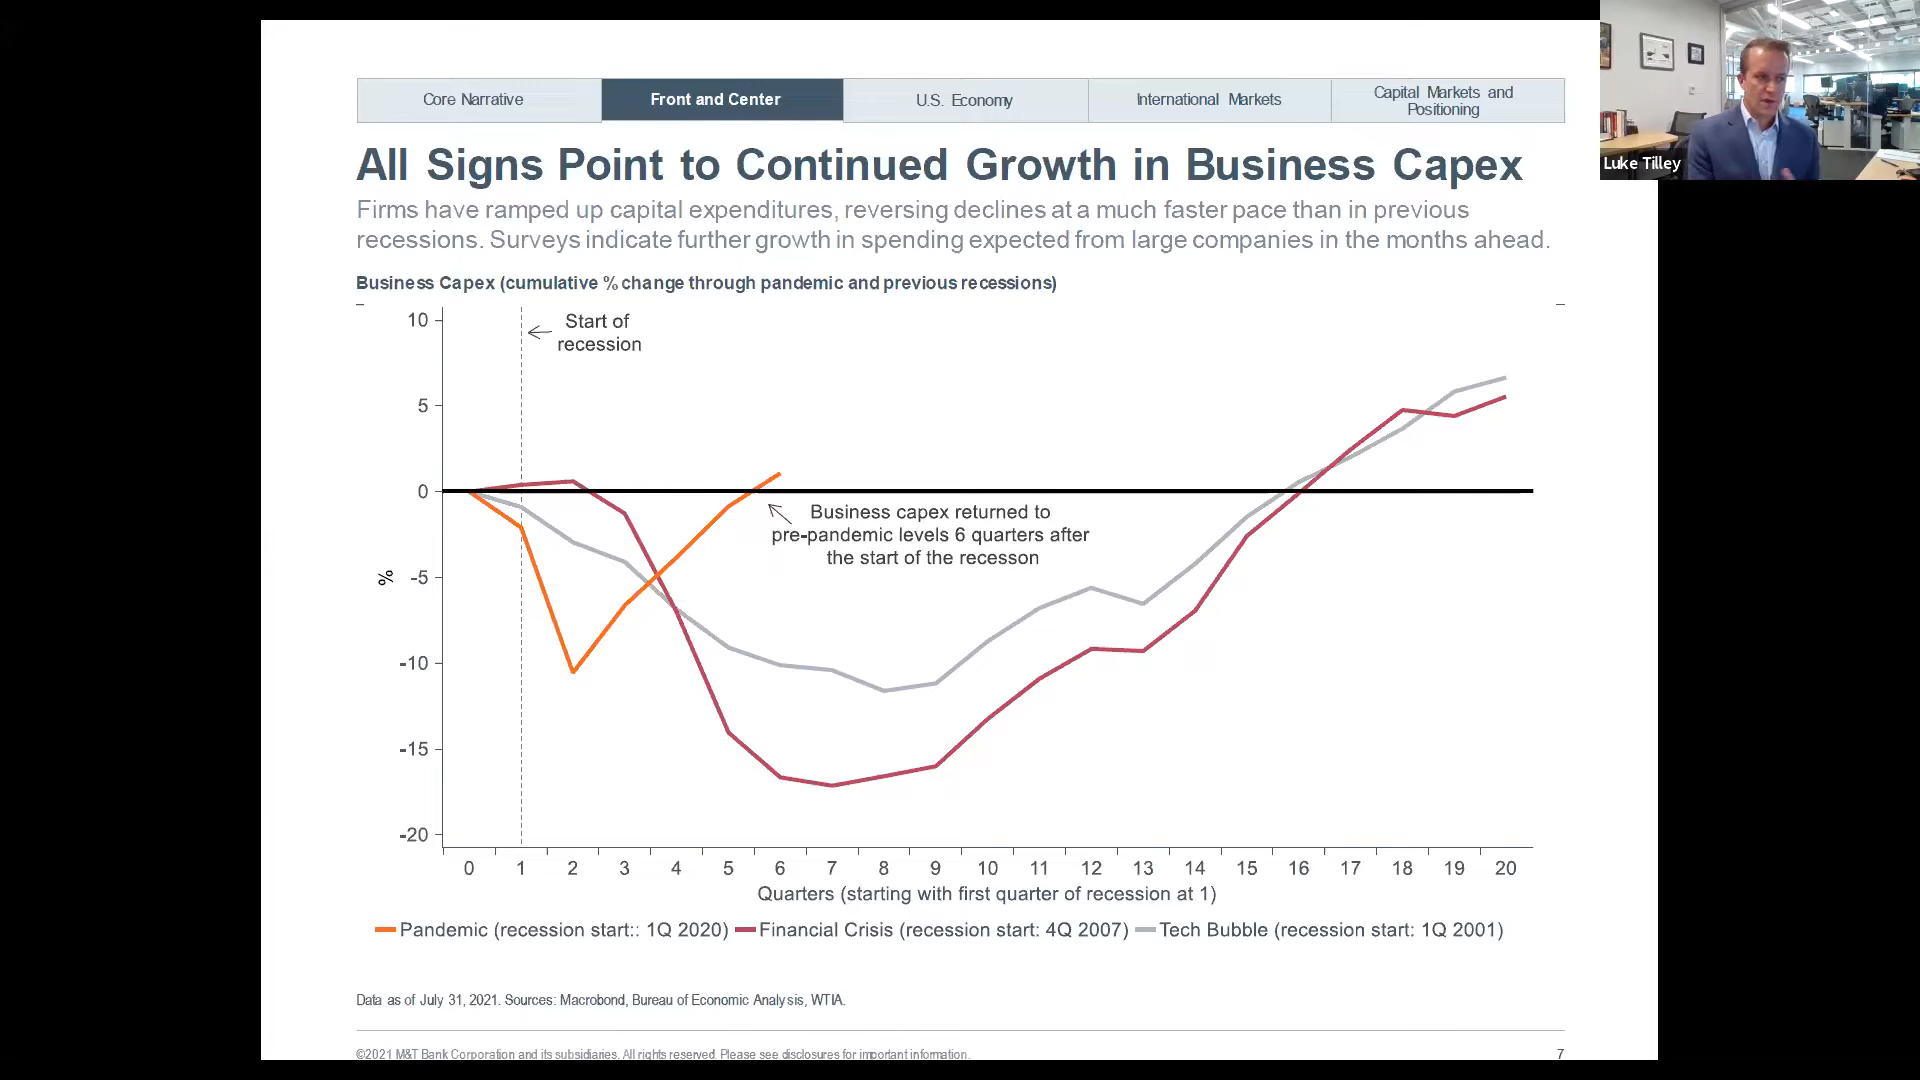 Core Narrative
Front and Center
U.S. Economy
International Markets
Capital Markets and
Positioning
Luke Tilley
All Signs Point to Continued Growth in Business Capex
Firms have ramped up capital expenditures, reversing declines at a much faster pace than in previous
recessions. Surveys indicate further growth in spending expected from large companies in the months ahead.
Business Capex (cumulative % change through pandemic and previous recessions)
10
5
0
-5
-10
-15
-20
%
Start of
recession
Business capex returned to
pre-pandemic levels 6 quarters after
the start of the recesson
0 1 2 3 4 5 6 7 8 9 10 11 12 13 14 15 16 17 18 19 20
Quarters (starting with first quarter of recession at 1)
Pandemic (recession start:: 1Q 2020) Financial Crisis (recession start: 4Q 2007) Tech Bubble (recession start: 1Q 2001)
Data as of July 31, 2021. Sources: Macrobond, Bureau of Economic Analysis, WTIA.
©2021 M&T Bank Corporation and its subsidiaries. All rights reserved. Please see disclosures for important information.
7